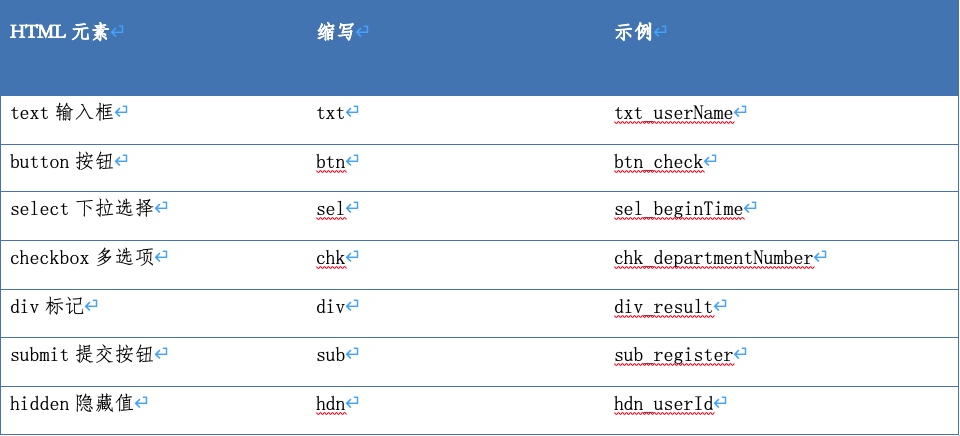 HTML 元素 缩写 示例
text 输入框 txt txt_userName
button 按钮 btn btn_check
select 下拉选择 sel sel_beginTime
checkbox 多选项 chk chk_departmentNumber
div 标记 div div_result
submit 提交按钮 sub sub_register
hidden 隐藏值 hdn hdn_userId